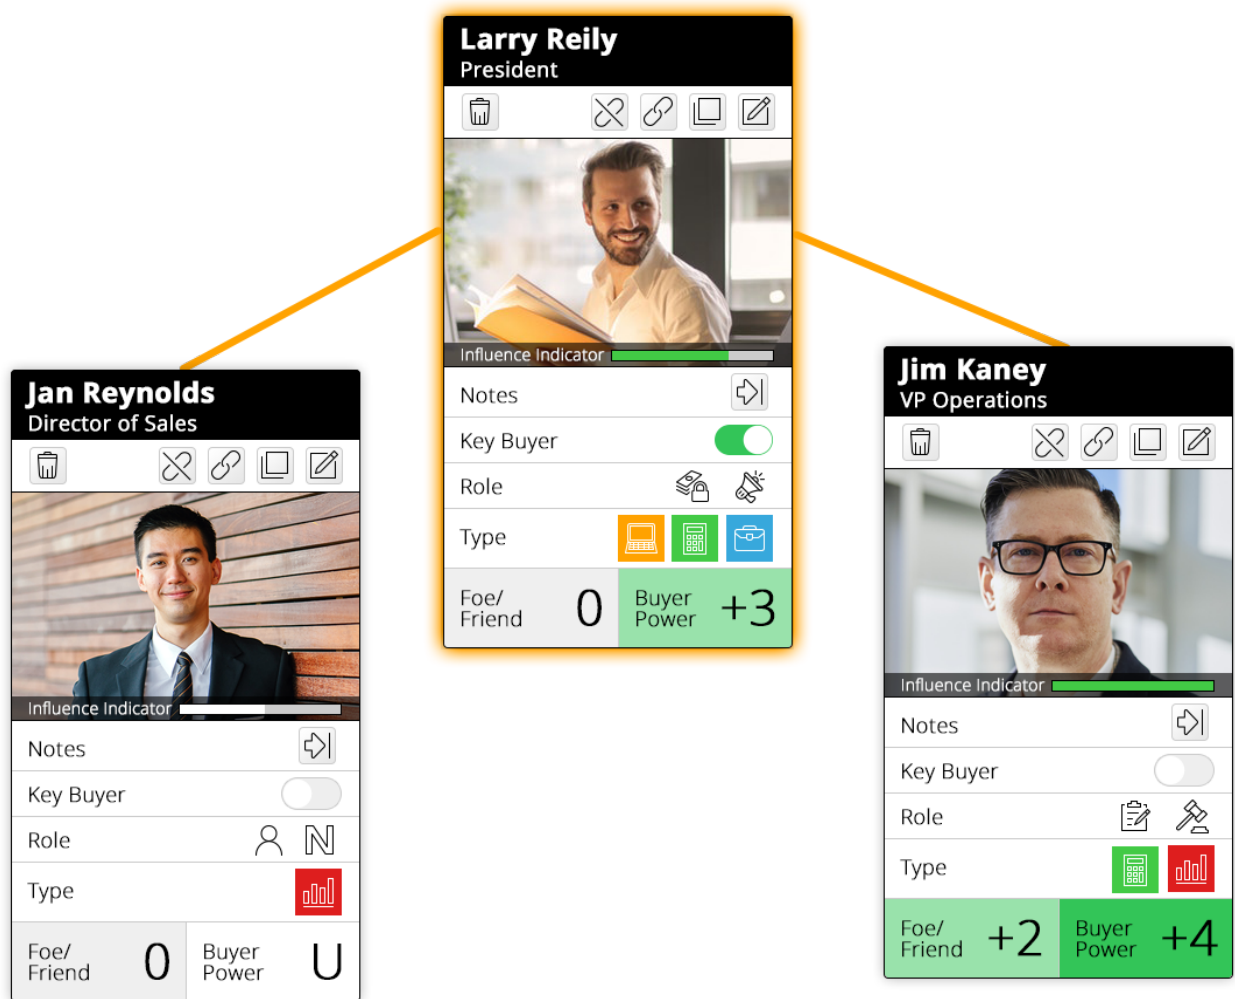 Larry Reily
President
Influence Indicator
Notes
Key Buyer
Role
Type
Foe/
Friend
0
Buyer
Power
+3
Jan Reynolds
Director of Sales
Influence Indicator
Notes
Key Buyer
Role
N
Type
Foe/
Friend
0
Buyer
Power
U
Jim Kaney
VP Operations
Influence Indicator
Notes
Key Buyer
Role
Type
Foe/
Friend
+2
Buyer
Power
+4